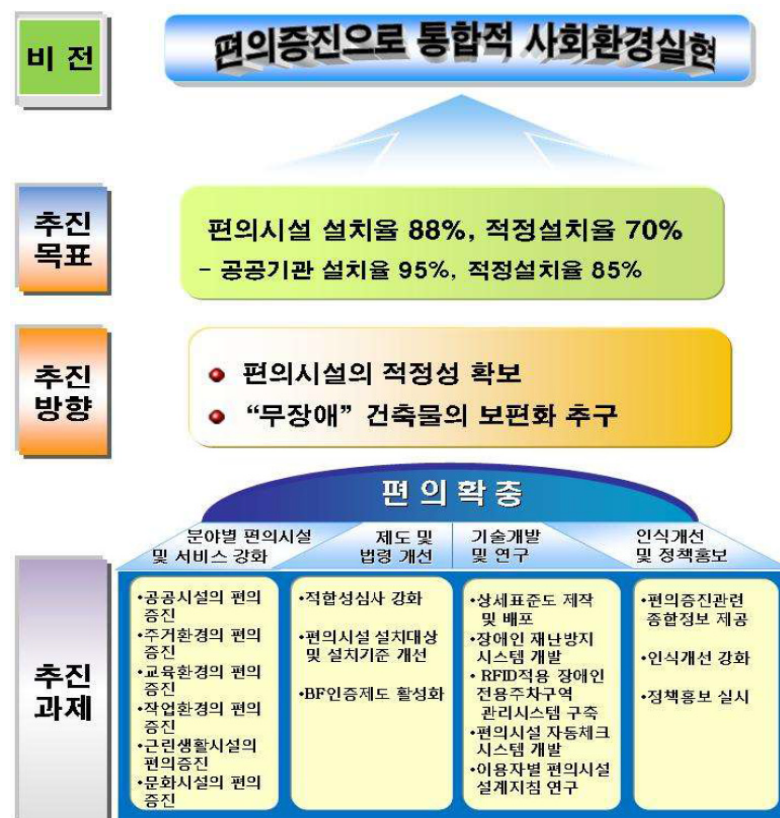 비 전
편의증진으로 통합적 사회환경실현
추진
목표
편의시설 설치율 88%, 적정설치율 70%
- 공공기관 설치율 95%, 적정설치율 85%
추진
방향
● 편의시설의 적정성 확보
● “무장애” 건축물의 보편화 추구
편 의 확 충
분야별 편의시설
및 서비스 강화
제도 및
법령 개선
기술개발
및 연구
인식개선
및 정책홍보
추진
과제
•공공시설의 편의
증진
•주거환경의 편의
증진
•교육환경의 편의
증진
•작업환경의 편의
증진
•근린생활시설의
편의증진
•문화시설의 편의
증진
•적합성심사 강화
•편의시설 설치대상
및 설치기준 개선
•BF인증제도 활성화
•상세표준도 제작
및 배포
•장애인 재난방지
시스템 개발
• RFID적용 장애인
전용주차구역
관리시스템 구축
•편의시설 자동체크
시스템 개발
•이용자별 편의시설
설계지침 연구
•편의증진관련
종합정보 제공
•인식개선 강화
•정책홍보 실시